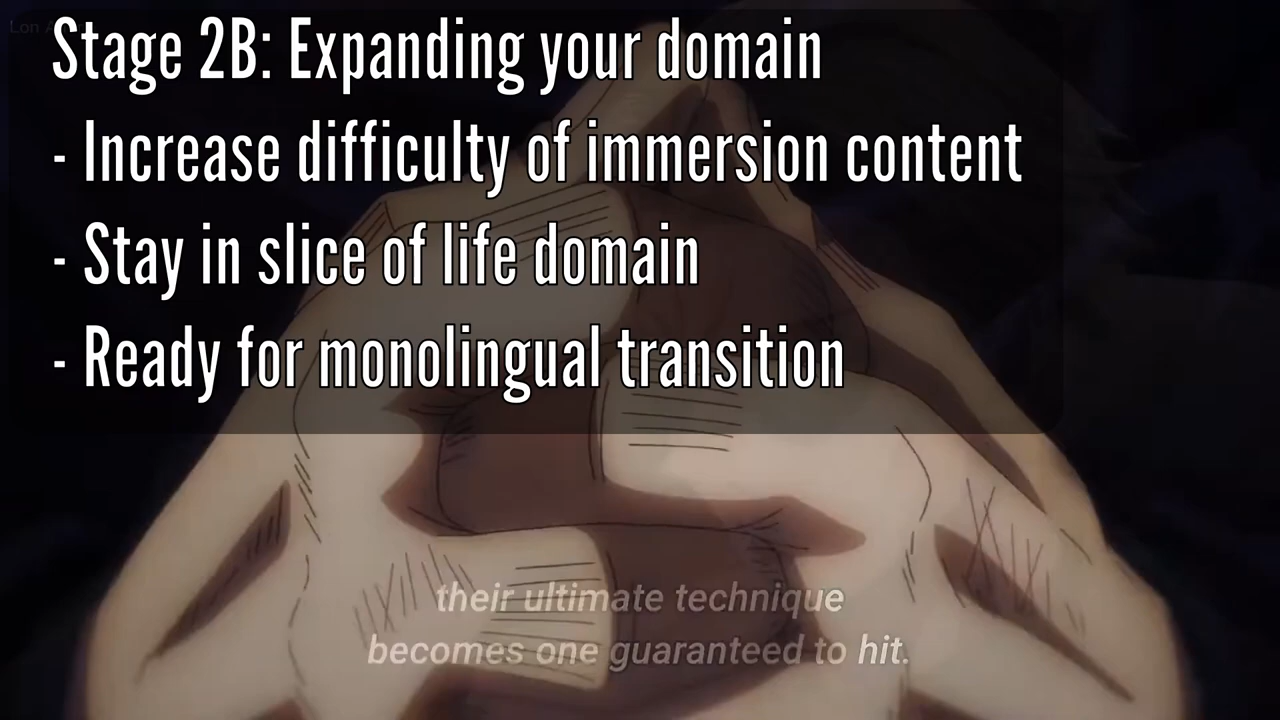 Stage 2B: Expanding your domain
- Increase difficulty of immersion content
- Stay in slice of life domain
- Ready for monolingual transition
their ultimate technique
becomes one guaranteed to hit.